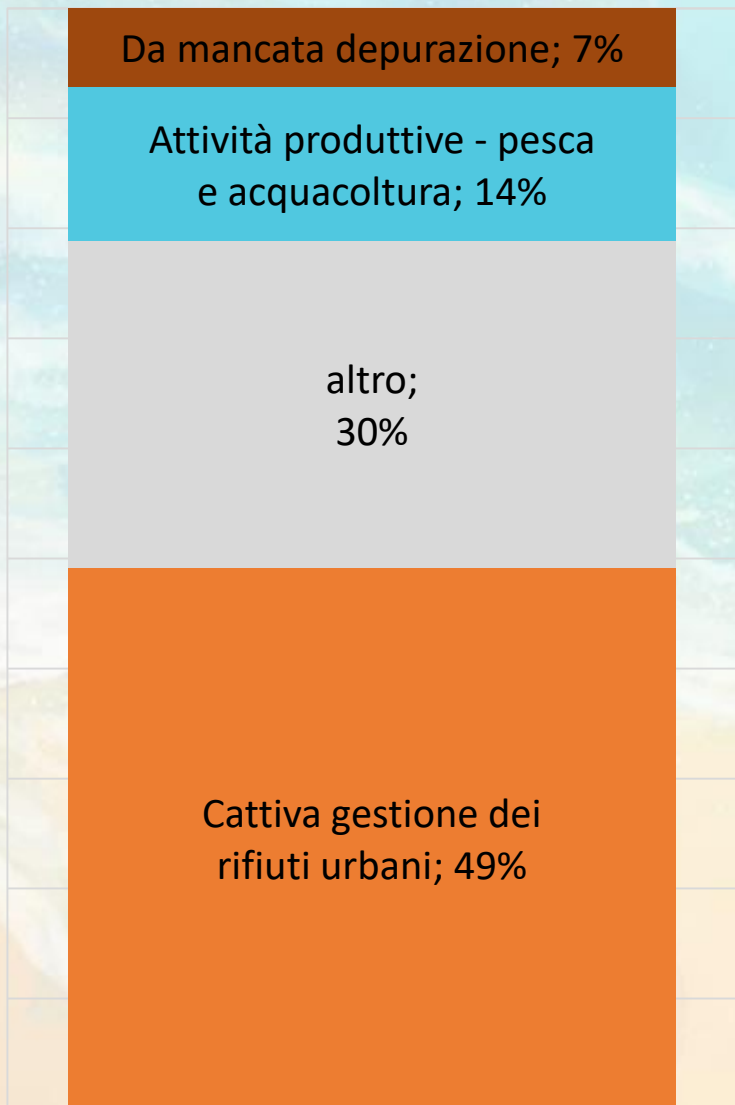 Da mancata depurazione; 7%
Attività produttive - pesca
e acquacoltura; 14%
altro;
30%
Cattiva gestione dei
rifiuti urbani; 49%